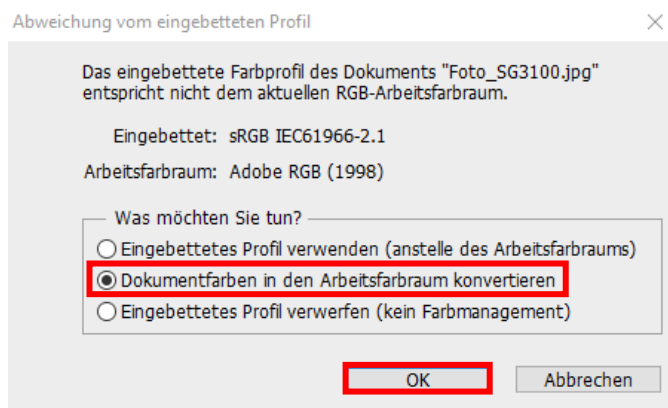 Abweichung vom eingebetteten Profil
Das eingebettete Farbprofil des Dokuments "Foto_SG3100.jpg"
entspricht nicht dem aktuellen RGB-Arbeitsfarbraum.
Eingebettet: sRGB IEC61966-2.1
Arbeitsfarbraum: Adobe RGB (1998)
Was möchten Sie tun?
Eingebettetes Profil verwenden (anstelle des Arbeitsfarbraums)
Dokumentfarben in den Arbeitsfarbraum konvertieren
Eingebettetes Profil verwerfen (kein Farbmanagement)
OK Abbrechen